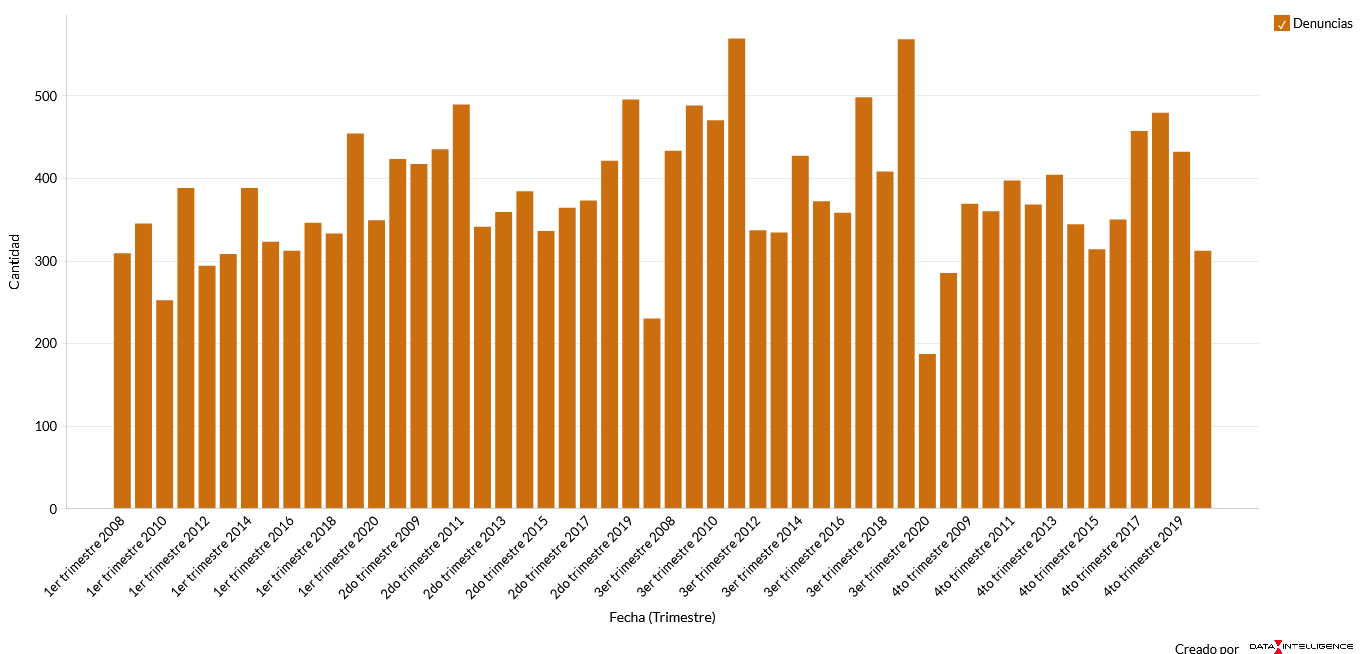 ✓ Denuncias
500
400
300
200
100
0
Cantidad
1er trimestre 2008
1er trimestre 2010
1er trimestre 2012
1er trimestre 2014
1er trimestre 2016
1er trimestre 2018
1er trimestre 2020
2do trimestre 2009
2do trimestre 2011
2do trimestre 2013
2do trimestre 2015
2do trimestre 2017
2do trimestre 2019
3er trimestre 2008
3er trimestre 2010
3er trimestre 2012
3er trimestre 2014
3er trimestre 2016
3er trimestre 2018
3er trimestre 2020
4to trimestre 2009
4to trimestre 2011
4to trimestre 2013
4to trimestre 2015
4to trimestre 2017
4to trimestre 2019
Fecha (Trimestre)
Creado por DATA INTELLIGENCE